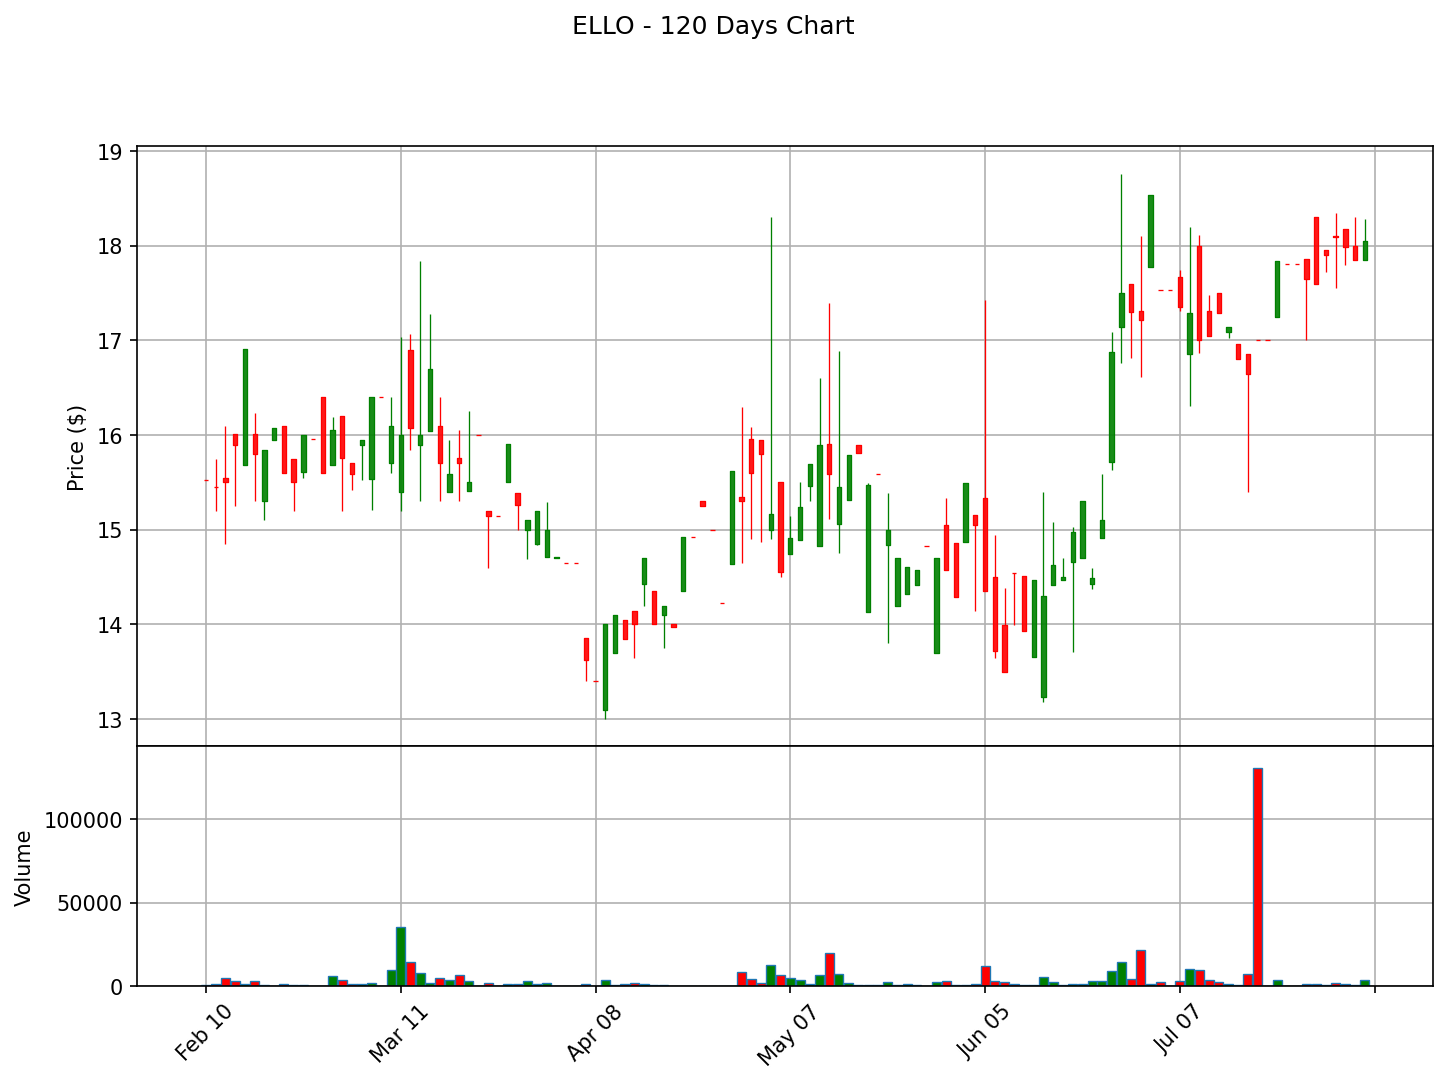 ELLO - 120 Days Chart
19
18
17
16
15
14
13
Price ($)
100000
50000
0
Volume
Feb 10
Mar 11
Apr 08
May 07
Jun 05
Jul 07